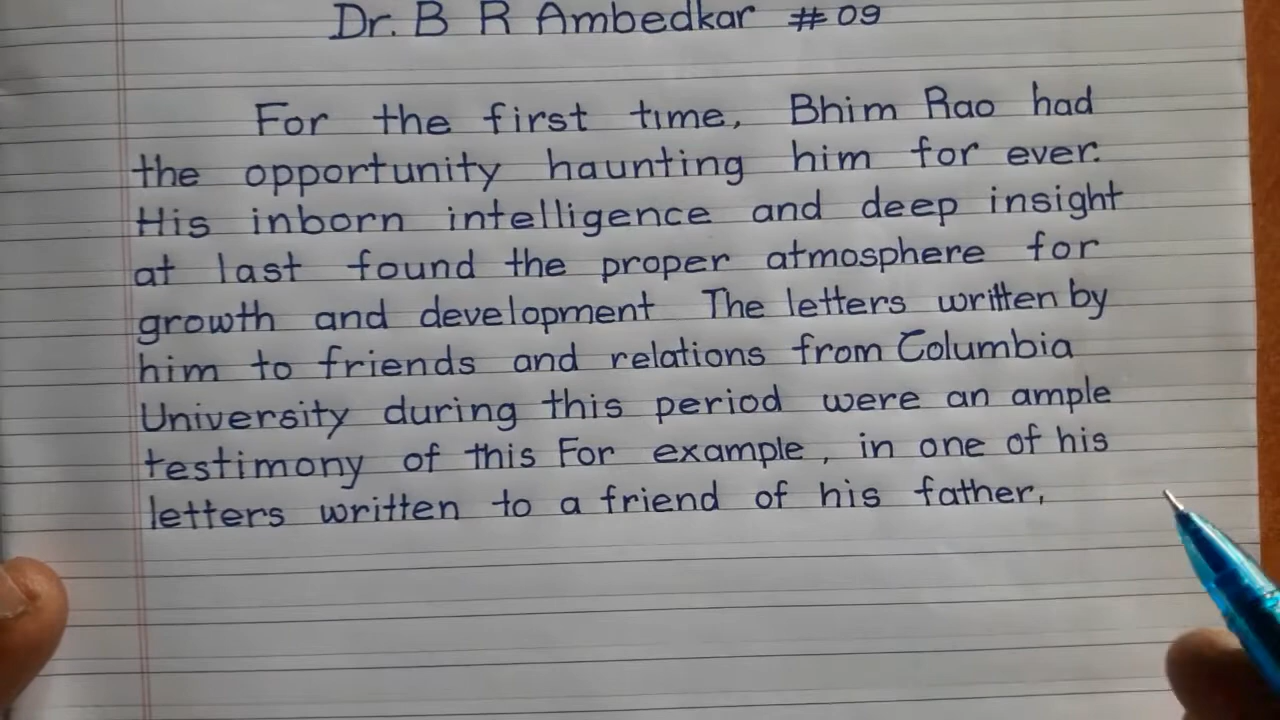 Dr. B R Ambedkar #09
For the first time, Bhim Rao had
the opportunity haunting him for ever.
His inborn intelligence and deep insight
at last found the proper atmosphere for
growth and development The letters written by
him to friends and relations from Columbia
University during this period were an ample
testimony of this For example, in one of his
letters written to a friend of his father,